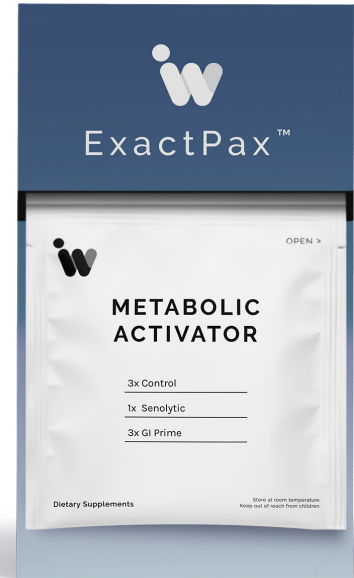 ExactPax™
OPEN >
METABOLIC
ACTIVATOR
3x Control
1x Senolytic
3x GI Prime
Dietary Supplements
Store at room temperature
Keep out of reach from children